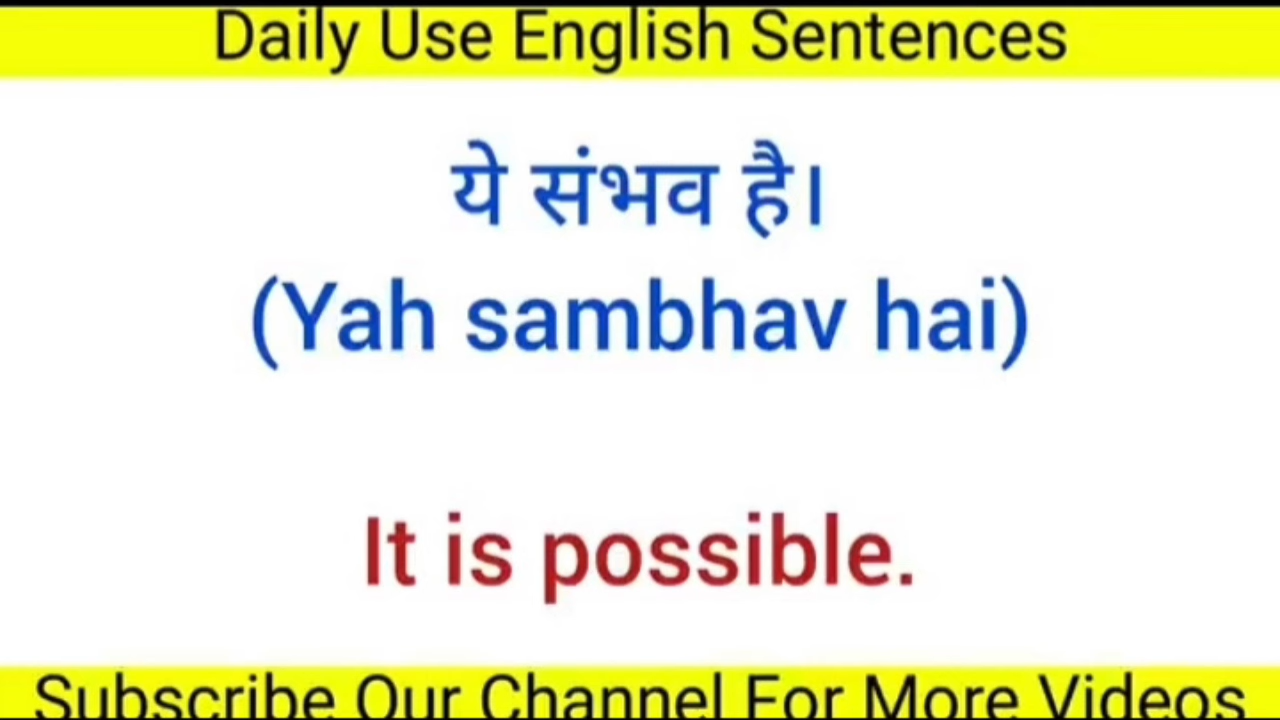 Daily Use English Sentences
ये संभव है।
(Yah sambhav hai)
It is possible.
Subscribe Our Channel For More Videos